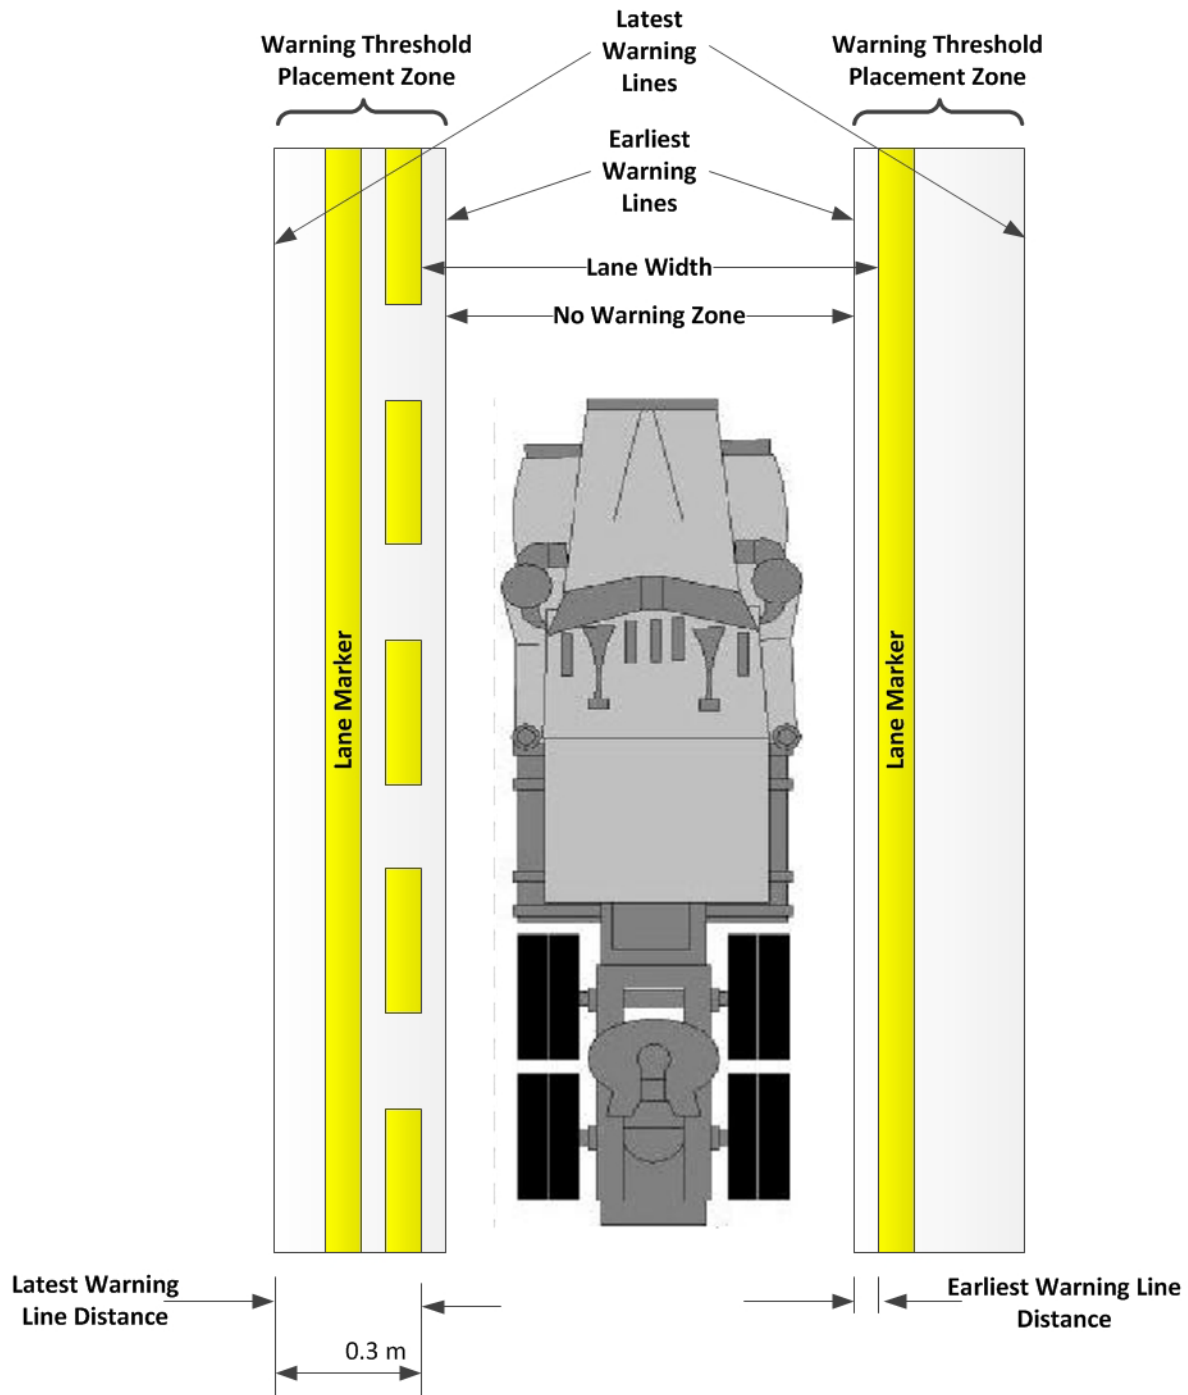 Latest
Warning
Lines
Warning Threshold
Placement Zone
Warning Threshold
Placement Zone
Earliest
Warning
Lines
Lane Width
No Warning Zone
Lane Marker
Lane Marker
Latest Warning
Line Distance
Earliest Warning Line
Distance
0.3 m